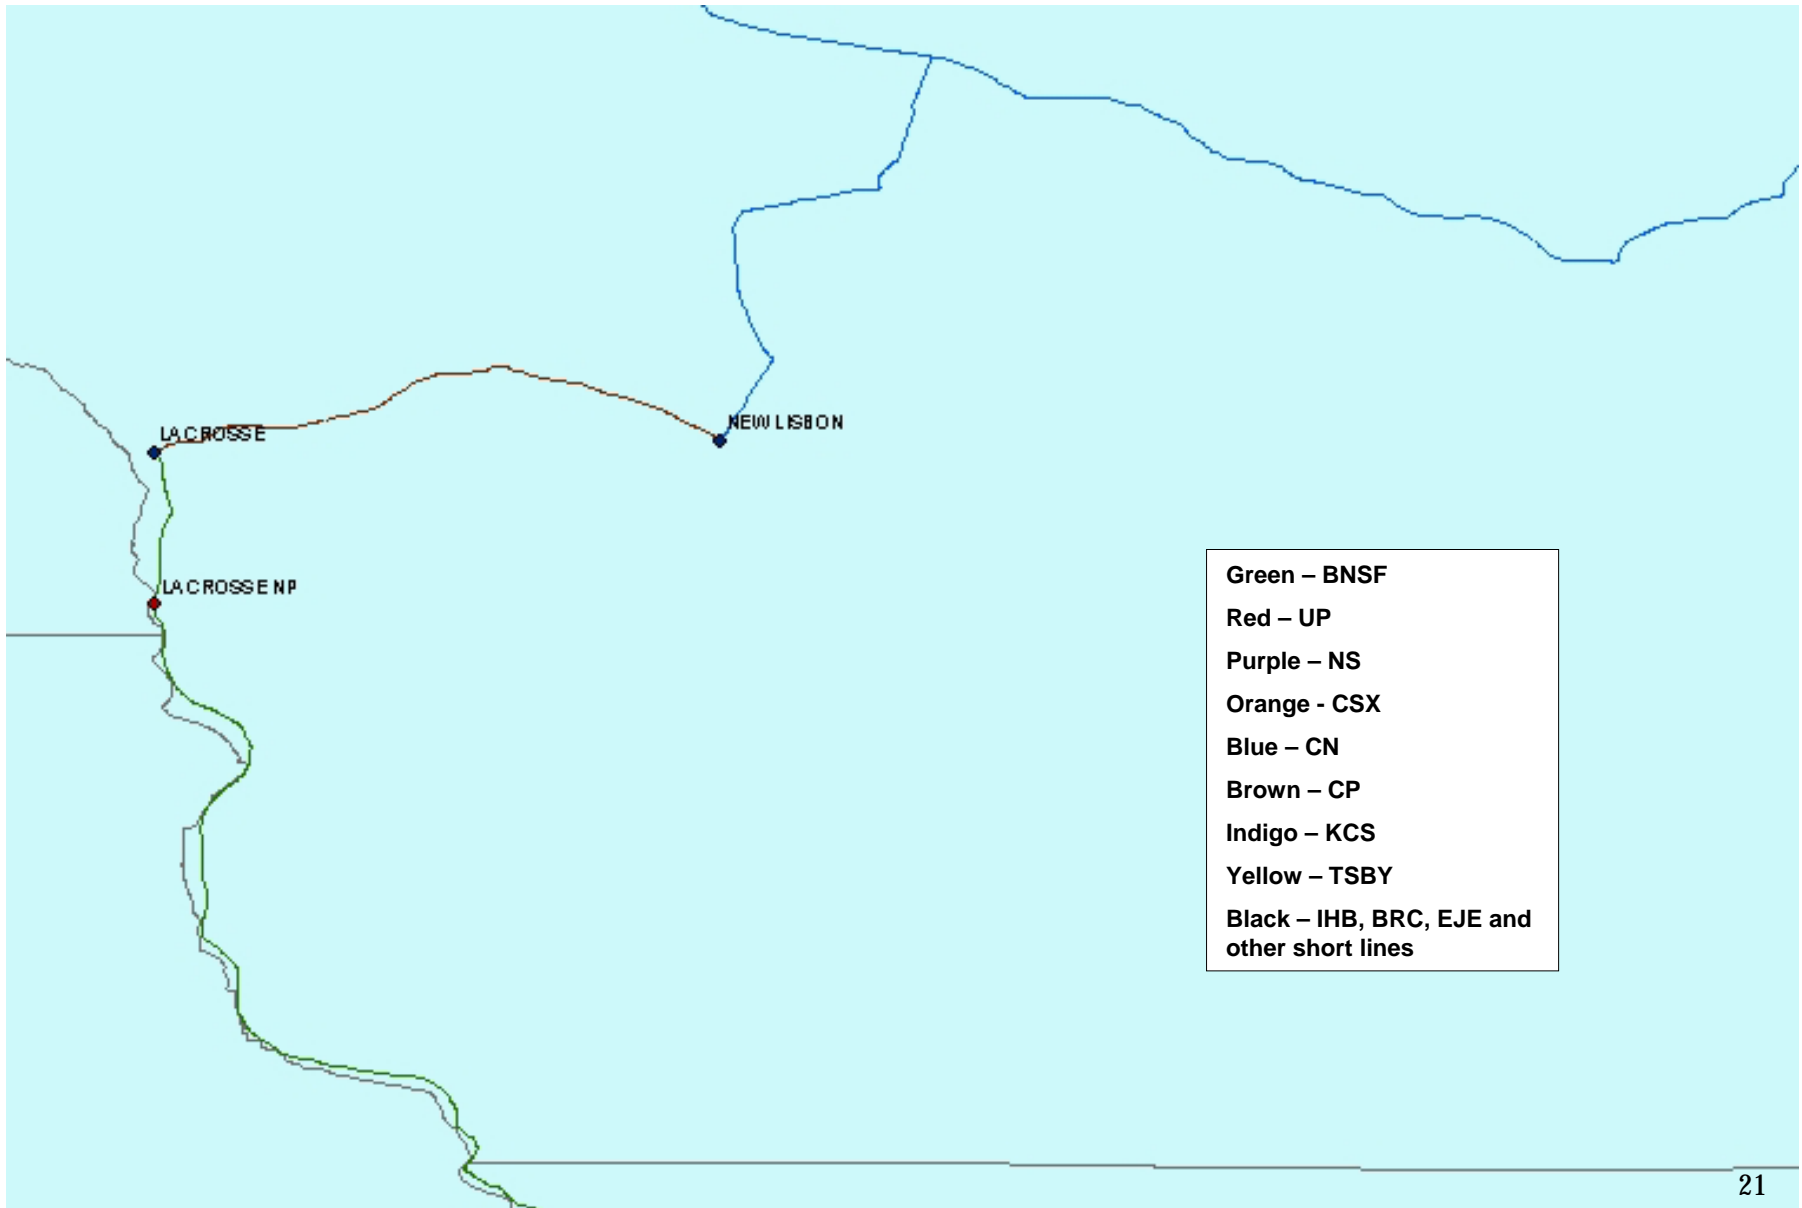 LACROSSE
NEW LISBON
LACROSSE NP
Green – BNSF
Red – UP
Purple – NS
Orange - CSX
Blue – CN
Brown – CP
Indigo – KCS
Yellow – TSBY
Black – IHB, BRC, EJE and
other short lines
21